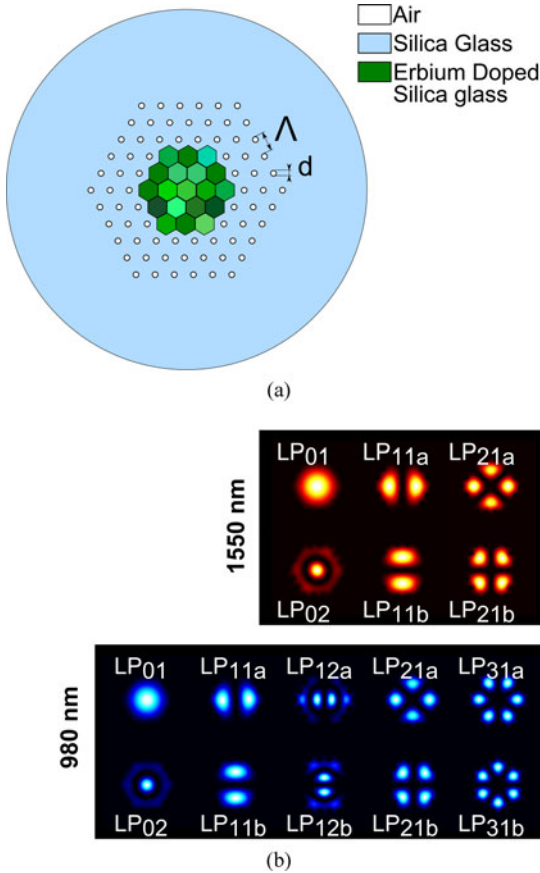 Air
Silica Glass
Erbium Doped
Silica glass
Λ
d
(a)
1550 nm
LP01 LP11a LP21a
LP02 LP11b LP21b
980 nm
LP01 LP11a LP12a LP21a LP31a
LP02 LP11b LP12b LP21b LP31b
(b)